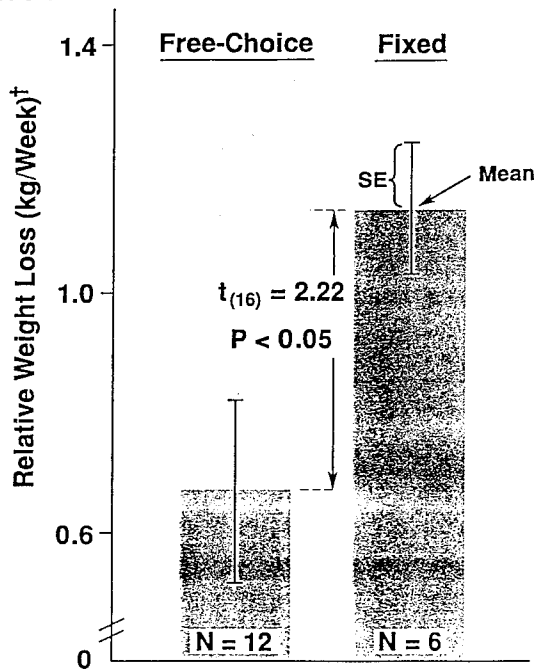 Free-Choice
Fixed
Relative Weight Loss (kg/Week)†
1.4
1.0
0.6
0
SE
Mean
t(16) = 2.22
P < 0.05
N = 12
N = 6